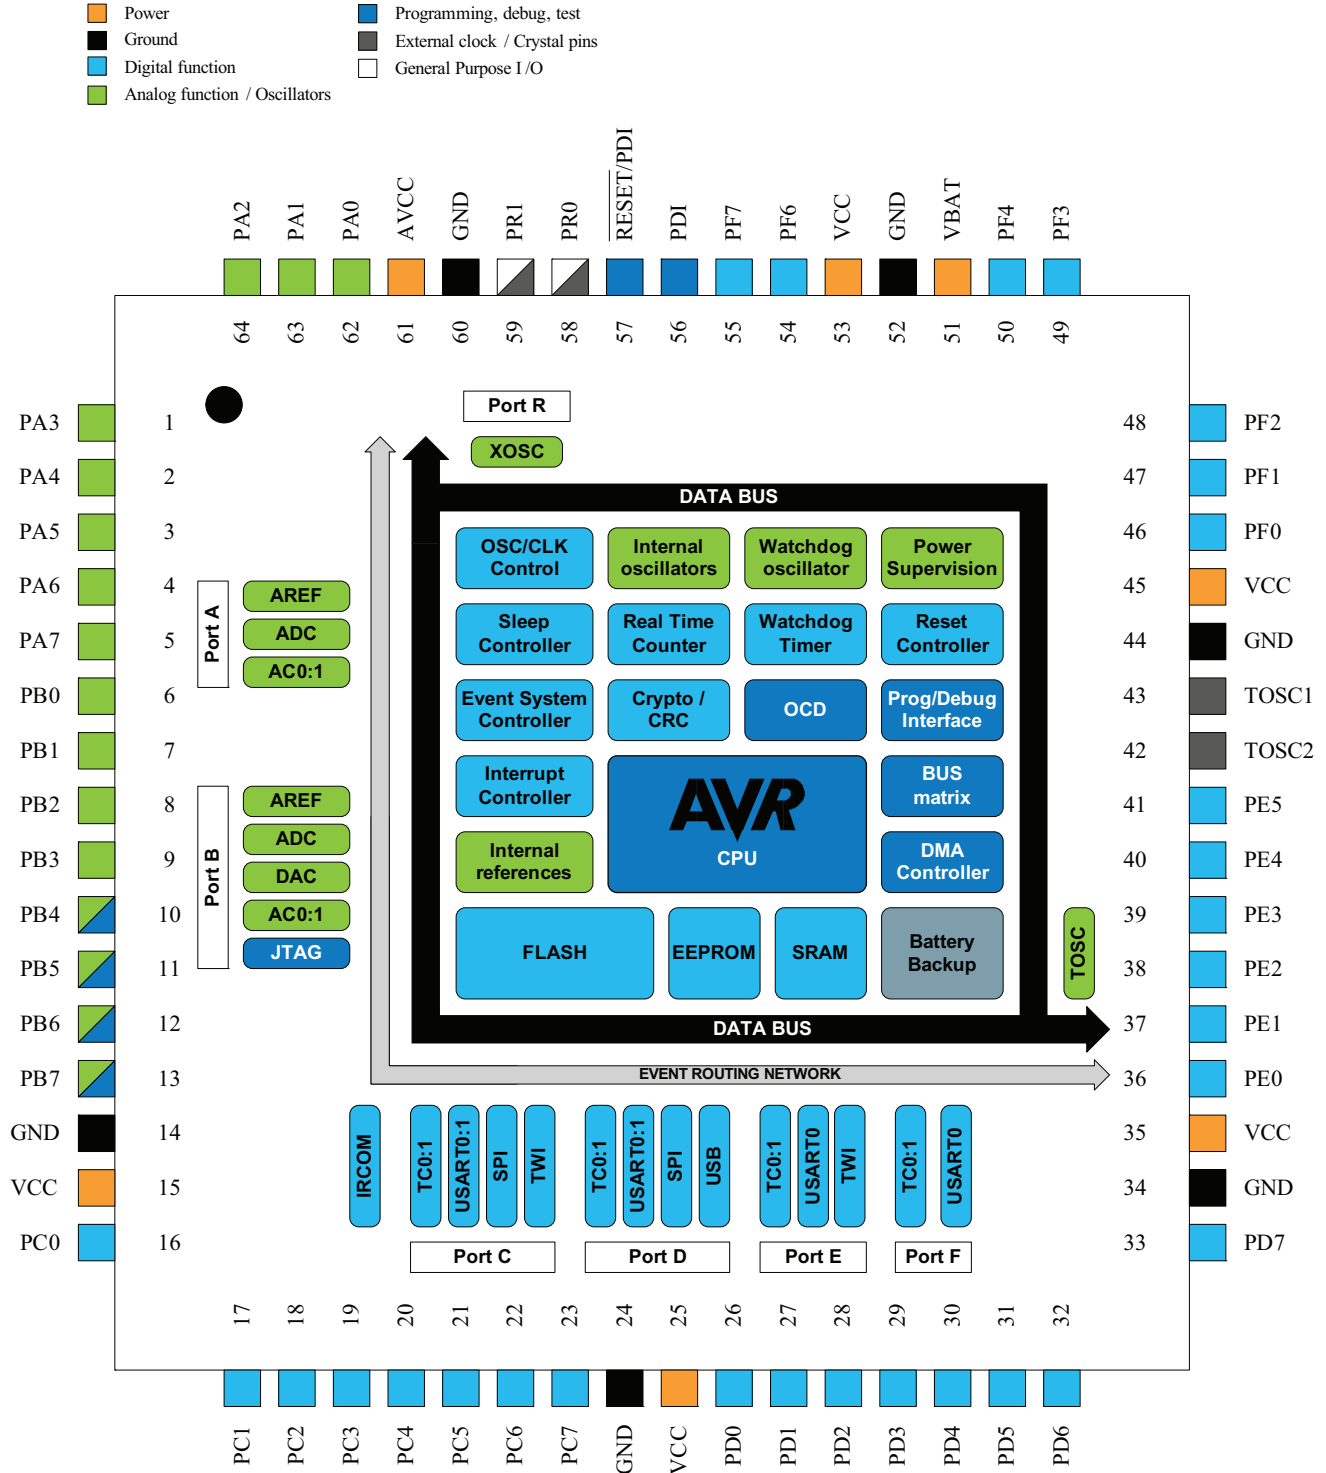 Power
Ground
Digital function
Analog function / Oscillators
Programming, debug, test
External clock / Crystal pins
General Purpose I /O
PA2
PA1
PA0
AVCC
GND
PR1
PR0
RESET/PDI
PDI
PF7
PF6
VCC
GND
VBAT
PF4
PF3
64
63
62
61
60
59
58
57
56
55
54
53
52
51
50
49
PA3 1
PA4 2
PA5 3
PA6 4
PA7 5
PB0 6
PB1 7
PB2 8
PB3 9
PB4 10
PB5 11
PB6 12
PB7 13
GND 14
VCC 15
PC0 16
Port A
AREF
ADC
AC0:1
Port B
AREF
ADC
DAC
AC0:1
JTAG
Port R
XOSC
DATA BUS
OSC/CLK
Control
Internal
oscillators
Watchdog
oscillator
Power
Supervision
Sleep
Controller
Real Time
Counter
Watchdog
Timer
Reset
Controller
Event System
Controller
Crypto /
CRC
OCD
Prog/Debug
Interface
Interrupt
Controller
AVR
CPU
BUS
matrix
Internal
references
DMA
Controller
FLASH
EEPROM
SRAM
Battery
Backup
TOSC
DATA BUS
EVENT ROUTING NETWORK
IRCOM
TC0:1
USART0:1
SPI
TWI
TC0:1
USART0:1
SPI
USB
TC0:1
USART0
TWI
TC0:1
USART0
Port C
Port D
Port E
Port F
48 PF2
47 PF1
46 PF0
45 VCC
44 GND
43 TOSC1
42 TOSC2
41 PE5
40 PE4
39 PE3
38 PE2
37 PE1
36 PE0
35 VCC
34 GND
33 PD7
17
18
19
20
21
22
23
24
25
26
27
28
29
30
31
32
PC1
PC2
PC3
PC4
PC5
PC6
PC7
GND
VCC
PD0
PD1
PD2
PD3
PD4
PD5
PD6